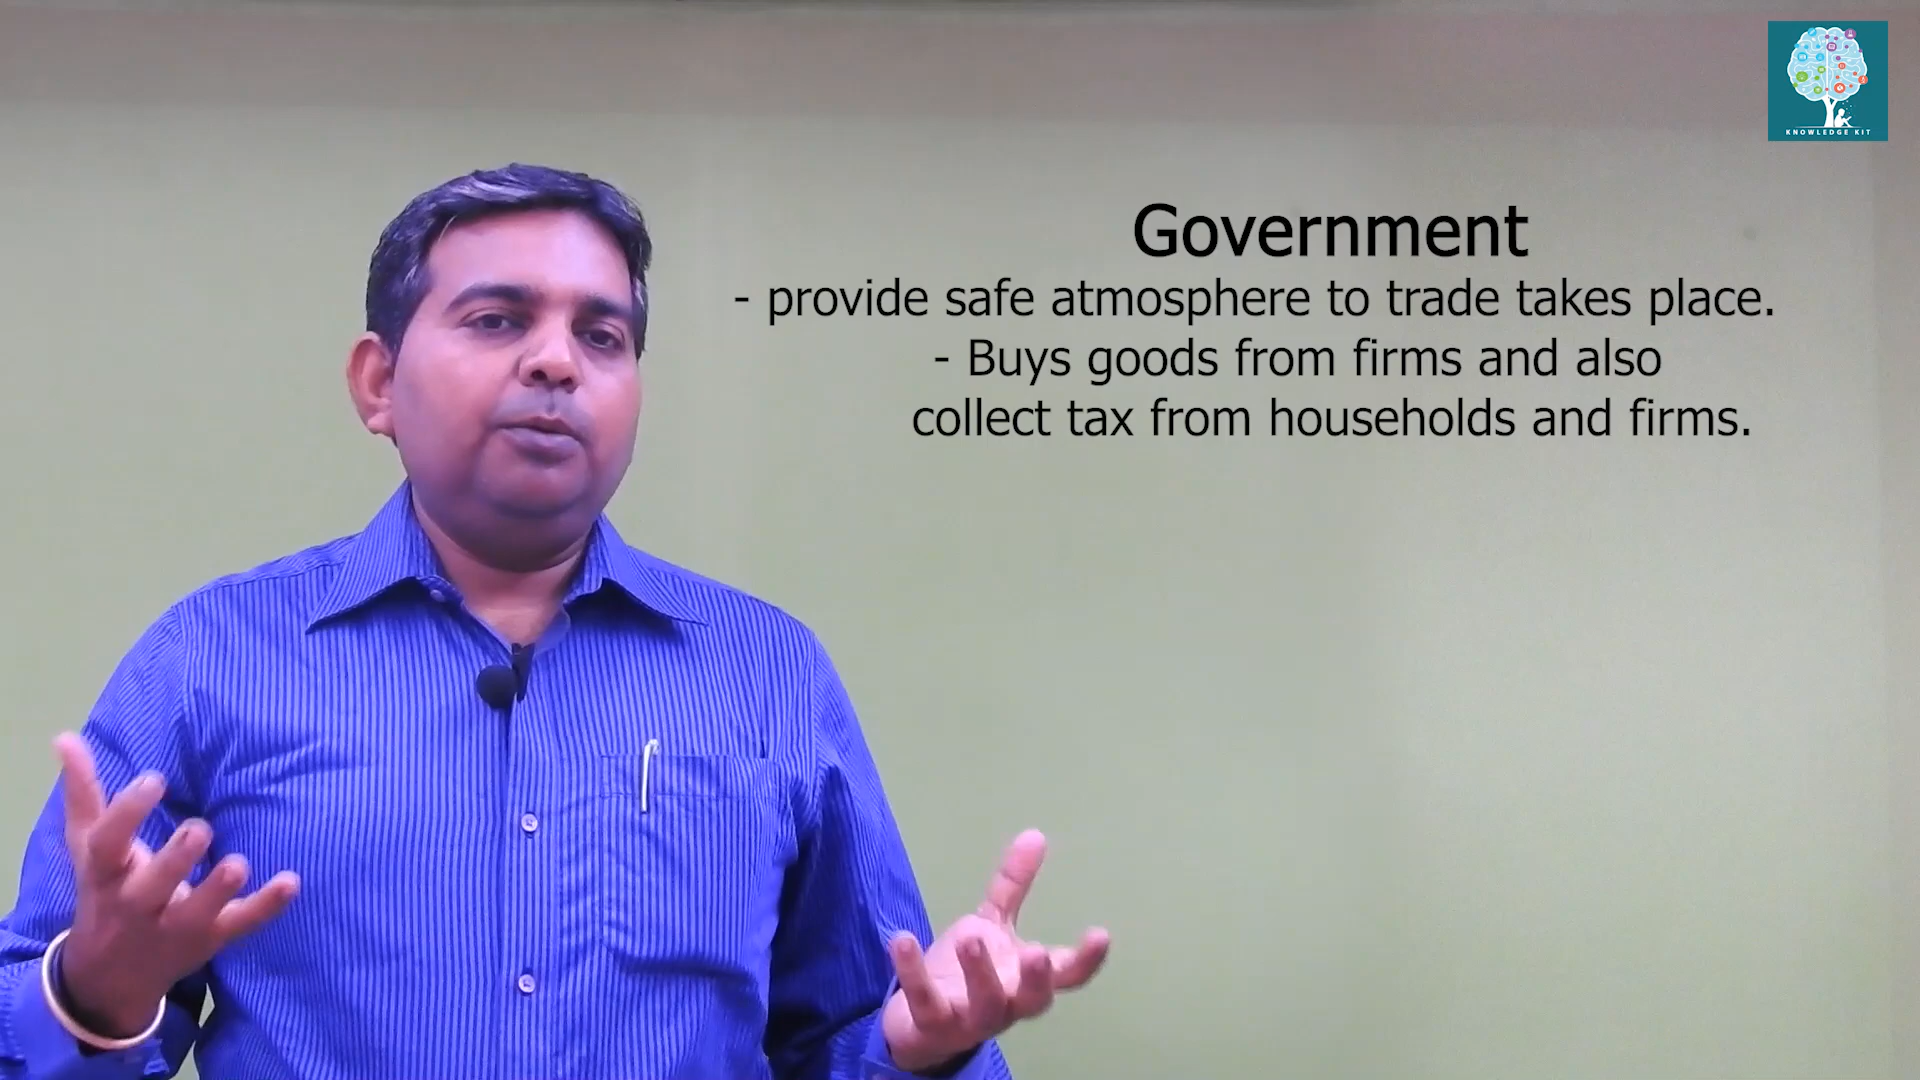 KNOWLEDGE KIT
Government
- provide safe atmosphere to trade takes place.
- Buys goods from firms and also
collect tax from households and firms.